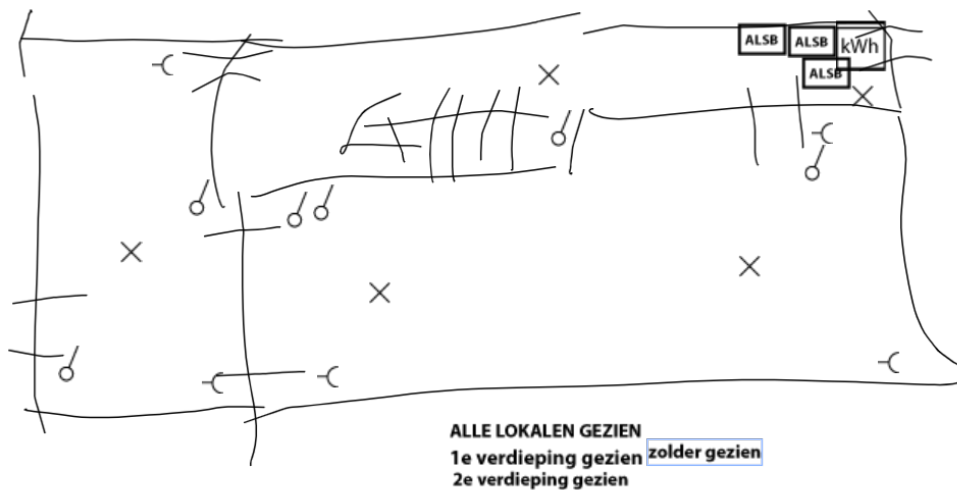 ALSB ALSB kWh
ALSB
ALLE LOKALEN GEZIEN
1e verdieping gezien zolder gezien
2e verdieping gezien